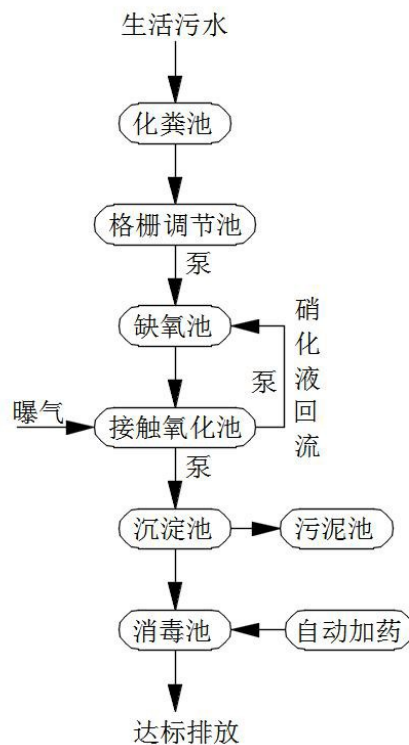 生活污水
化粪池
格栅调节池
泵
缺氧池
硝化液回流
泵
曝气
接触氧化池
泵
沉淀池
污泥池
消毒池
自动加药
达标排放